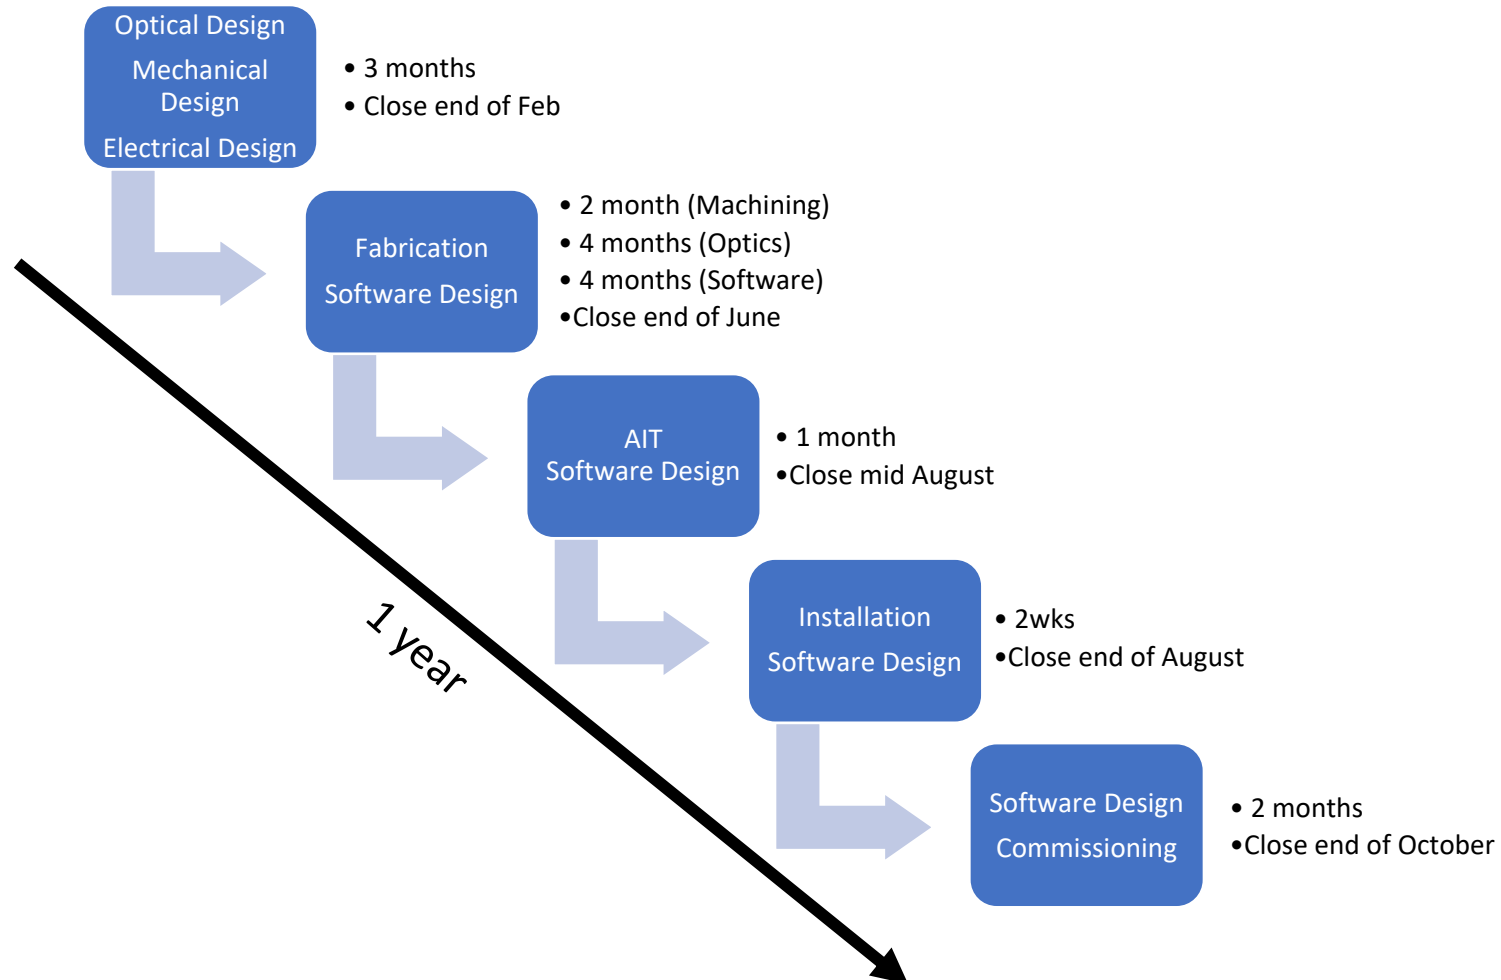 Optical Design
Mechanical
Design
Electrical Design
• 3 months
• Close end of Feb
Fabrication
Software Design
• 2 month (Machining)
• 4 months (Optics)
• 4 months (Software)
•Close end of June
AIT
Software Design
• 1 month
•Close mid August
1 year
Installation
Software Design
• 2wks
•Close end of August
Software Design
Commissioning
• 2 months
•Close end of October